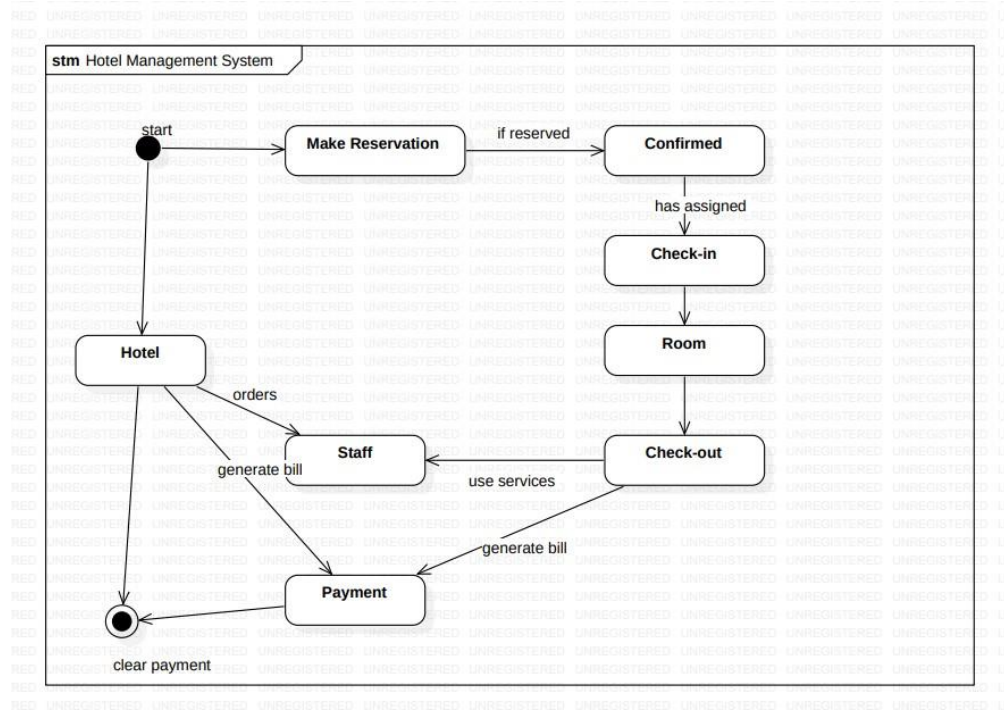 stm Hotel Management System
start
Make Reservation
if reserved
Confirmed
has assigned
Check-in
Room
Hotel
orders
Staff
Check-out
generate bill
use services
generate bill
Payment
clear payment
UNREGISTERED